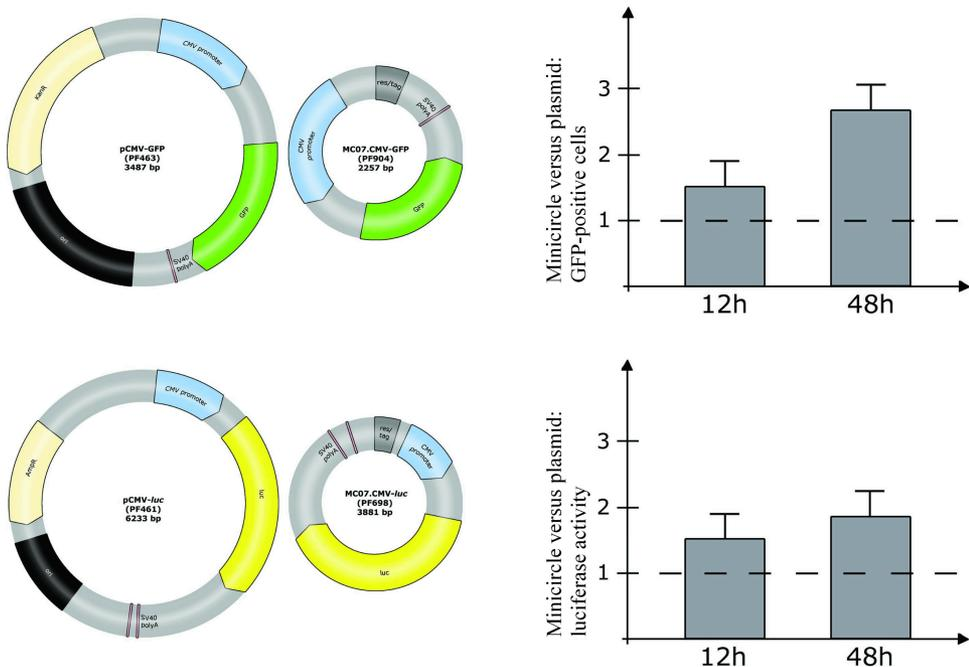 KanR
CMV promoter
pCMV-GFP
(PF463)
3487 bp
ori
SV40
polyA
GFP
res/tag
SV40
polyA
CMV
promoter
MC07.CMV-GFP
(PF904)
2257 bp
GFP
Minicircle versus plasmid:
GFP-positive cells
3
2
1
12h
48h
CMV promoter
AmpR
pCMV-luc
(PF461)
6233 bp
luc
ori
SV40
polyA
SV40
polyA
res/
tag
CMV
promoter
MC07.CMV-luc
(PF698)
3881 bp
luc
Minicircle versus plasmid:
luciferase activity
3
2
1
12h
48h